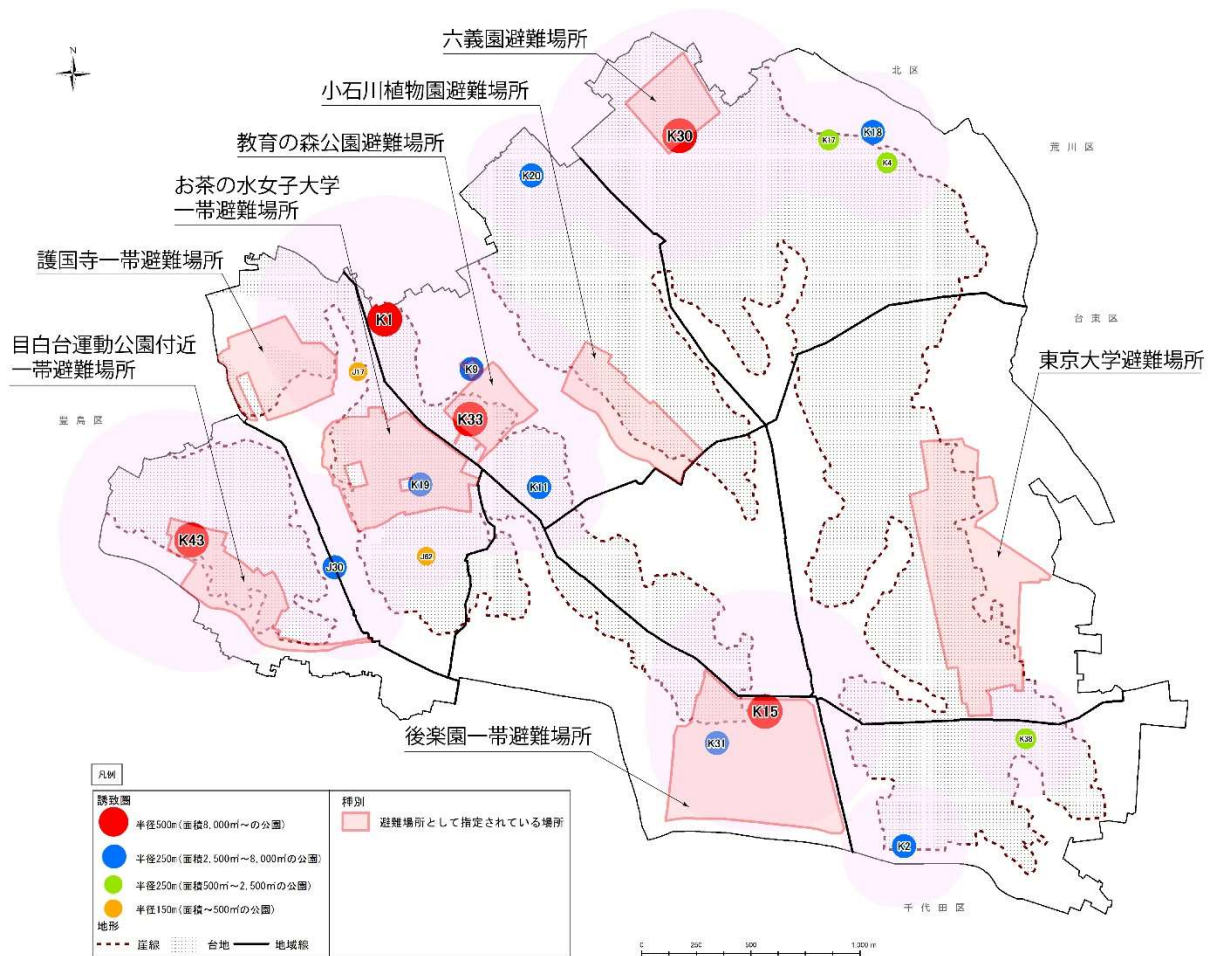 N
六義園避難場所
北区
小石川植物園避難場所
K30
K17
K18
K4
荒川区
教育の森公園避難場所
K20
お茶の水女子大学
一帯避難場所
護国寺一帯避難場所
K1
台東区
目白台運動公園付近
一帯避難場所
J17
K9
東京大学避難場所
豊島区
K33
K19
K11
K43
J30
J62
K15
後楽園一帯避難場所
K31
K38
凡例
誘致圏
半径500m(面積8,000㎡~の公園)
半径250m(面積2,500㎡~8,000㎡の公園)
半径250m(面積500㎡~2,500㎡の公園)
半径150m(面積~500㎡の公園)
地形
崖線
台地
地域線
種別
避難場所として指定されている場所
K2
千代田区
0 250 500 1,000 m